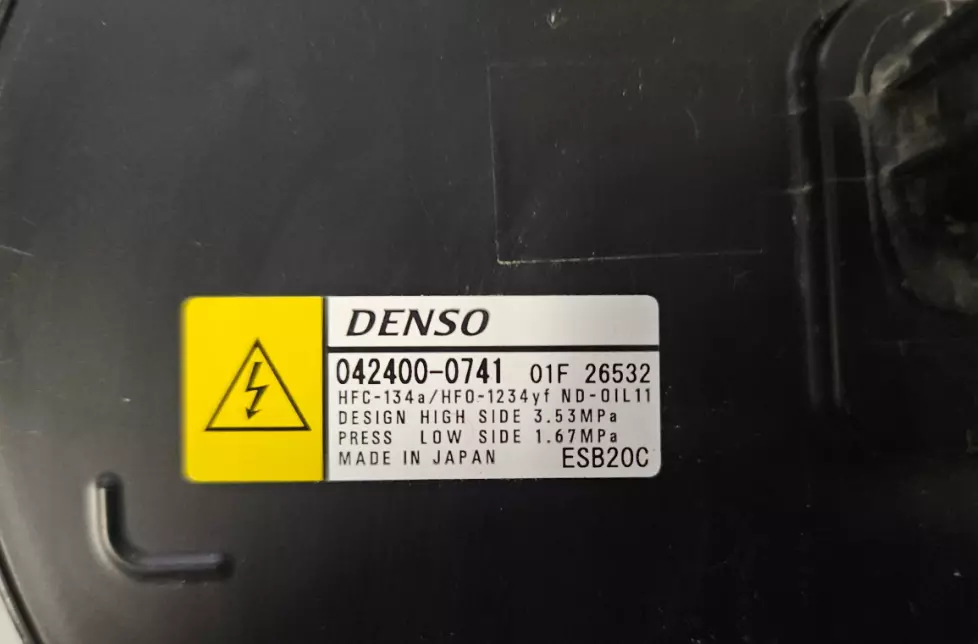 DENSO
042400-0741 01F 26532
HFC-134a/HFO-1234yf ND-OIL11
DESIGN HIGH SIDE 3.53MPa
PRESS LOW SIDE 1.67MPa
MADE IN JAPAN ESB20C